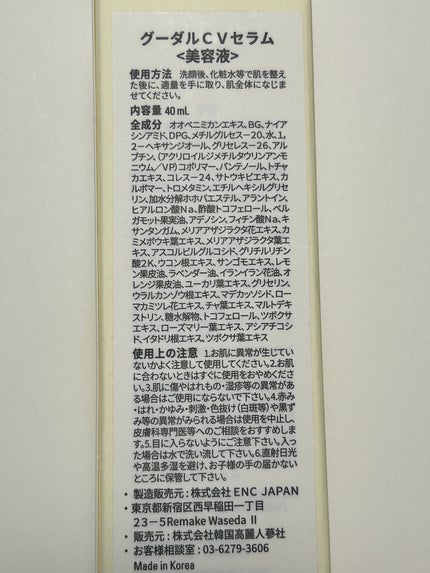 グーダルＣＶセラム
<美容液>
使用方法 洗顔後、化粧水等で肌を整え
た後に、適量を手に取り、肌全体になじま
せてください。
内容量 40mL
全成分 オオベニミカンエキス、BG、ナイア
シンアミド、DPG、メチルグルセス−20、水、1,
2−ヘキサンジオール、グリセレス−26、アル
ブチン、(アクリロイルジメチルタウリンアンモ
ニウム／VP)コポリマー、パンテノール、トチャ
カエキス、コレス−24、サトウキビエキス、カ
ルボマー、トロメタミン、エチルヘキシルグリセ
リン、加水分解ホホバエステル、アラントイン、
ヒアルロン酸Na、酢酸トコフェロール、ベル
ガモット果実油、アデノシン、フィチン酸Na、キ
サンタンガム、メリアアザジラクタ花エキス、カ
ミメボウキ葉エキス、メリアアザジラクタ葉エ
キス、アスコルビルグルコシド、グリチルリチン
酸2K、ウコン根エキス、サンゴモエキス、レモ
ン果皮油、ラベンダー油、イランイラン花油、オ
レンジ果皮油、ユーカリ葉エキス、グリセリン、
ウラルカンゾウ根エキス、マデカッソシド、ロー
マカミツレ花エキス、チャ葉エキス、マルトデキ
ストリン、糖水解物、トコフェロール、ツボクサ
エキス、ローズマリー葉エキス、アシアチコシ
ド、イタドリ根エキス、ツボクサ葉エキス
使用上の注意 1.お肌に異常が生じてい
ないかよく注意して使用してください。2.お肌
に合わないときはすぐに使用をおやめくださ
い。3.肌に傷やはれもの・湿疹等の異常があ
る場合はご使用にならないで下さい。4.赤み
・はれ・かゆみ・刺激・色抜け(白斑等)や黒ず
み等の異常がみられる場合は使用を中止し、
皮膚科専門医等へのご相談をおすすめしま
す。5.目に入らないようにご注意下さい。入っ
た場合は水で洗い流して下さい。6.直射日光
や高温多湿を避け、お子様の手の届かない
ところに保管して下さい。
・製造販売元：株式会社 ENC JAPAN
・東京都新宿区西早稲田一丁目
23−5Remake Waseda Ⅱ
・販売元：株式会社韓国高麗人蔘社
・お客様相談室：03-6279-3606
Made in Korea